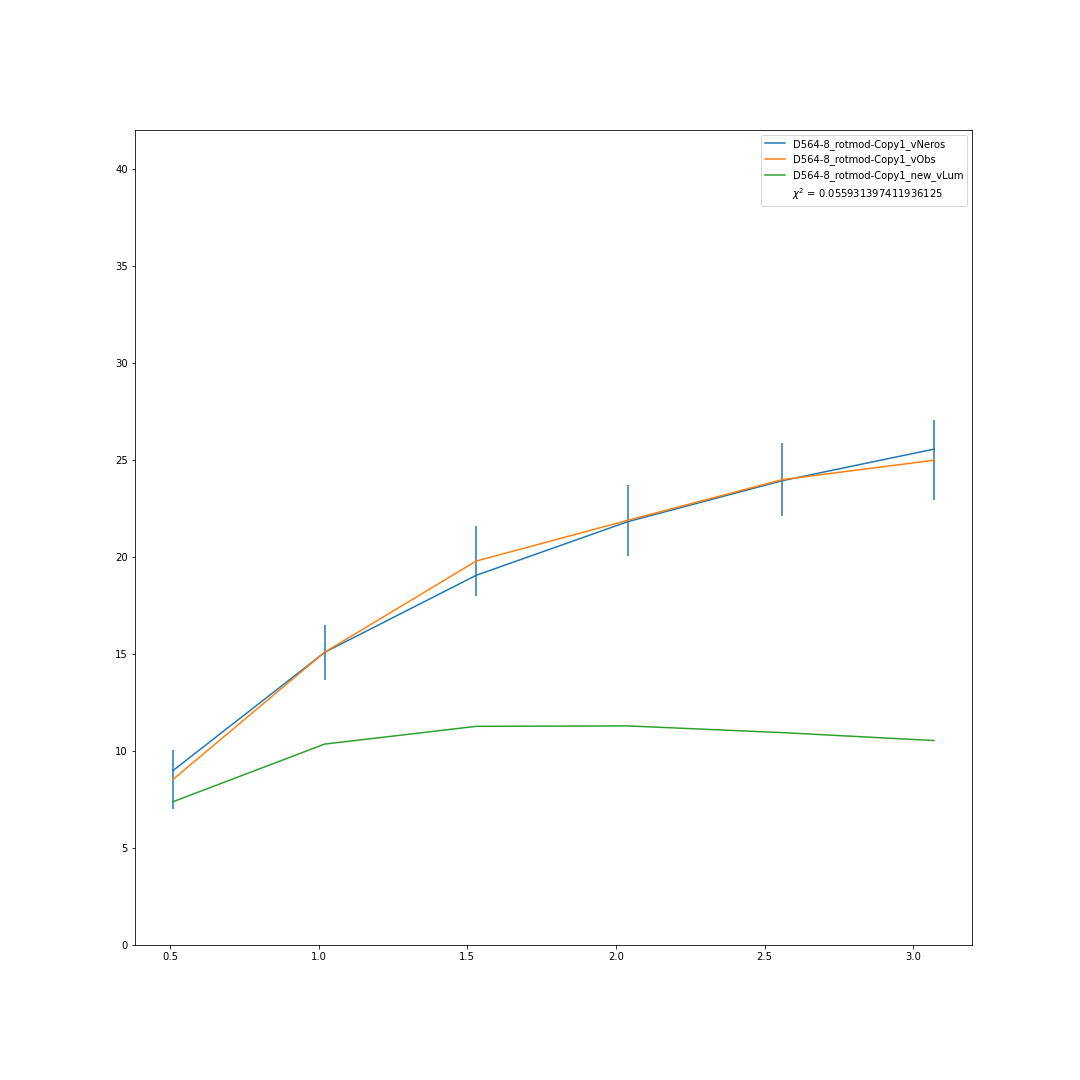 D564-8_rotmod-Copy1_vNeros
D564-8_rotmod-Copy1_vObs
D564-8_rotmod-Copy1_new_vLum
χ² = 0.055931397411936125
40
35
30
25
20
15
10
5
0
0.5 1.0 1.5 2.0 2.5 3.0